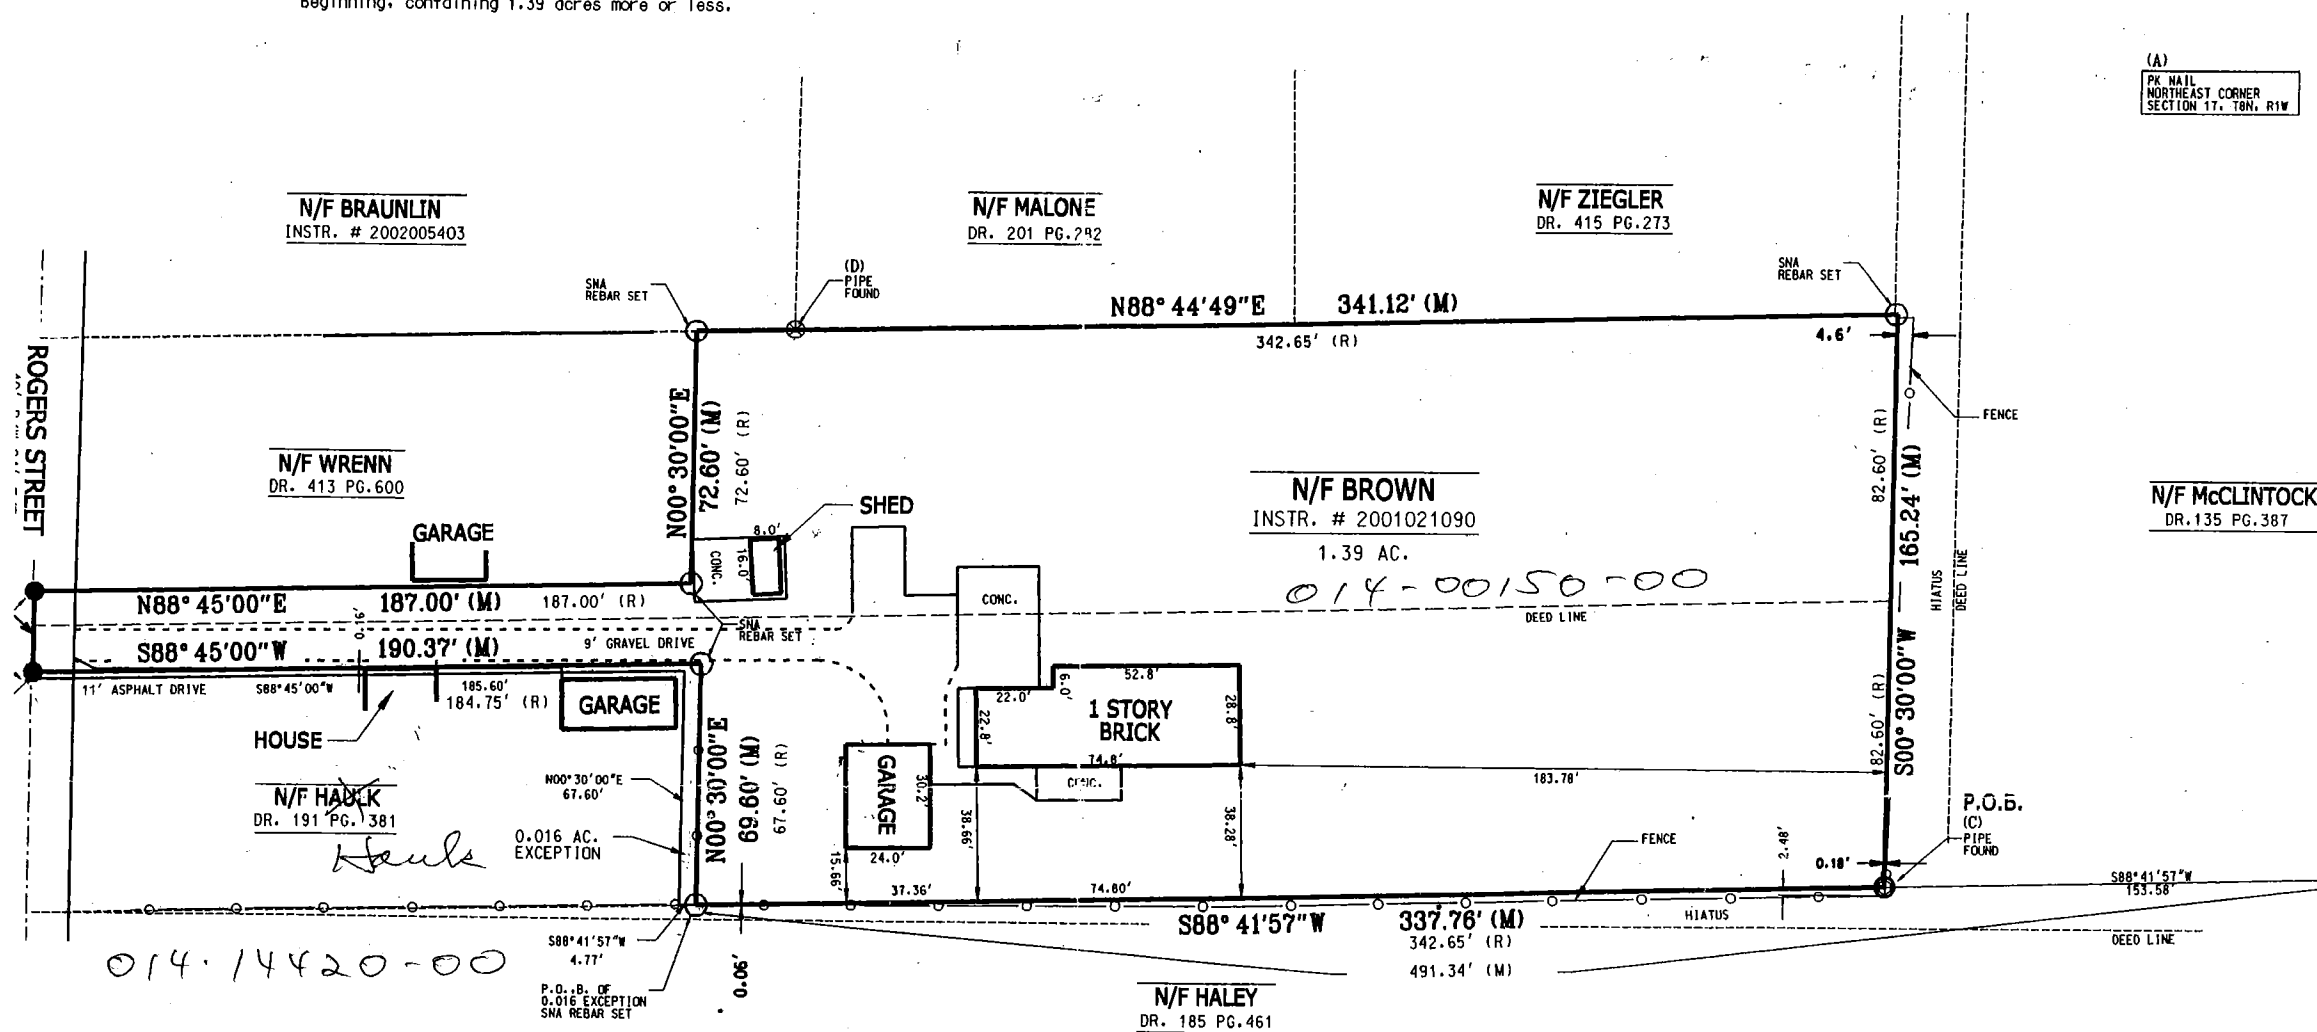 Beginning, containing 1.39 acres more or less.
(A)
PK NAIL
NORTHEAST CORNER
SECTION 17, T8N, R1W
N/F BRAUNLIN
INSTR. # 2002005403
N/F MALONE
DR. 201 PG.292
N/F ZIEGLER
DR. 415 PG.273
SNA
REBAR SET
(D)
PIPE
FOUND
N88°44'49"E 341.12' (M)
342.65' (R)
SNA
REBAR SET
4.6'
FENCE
ROGERS STREET
N00°30'00"E
72.60' (M)
72.60' (R)
N/F WRENN
DR. 413 PG.600
GARAGE
SHED
8.0'
16.0'
CONC.
N/F BROWN
INSTR. # 2001021090
1.39 AC.
014-00150-00
82.60' (R)
S00°30'00"W 165.24' (M)
82.60' (R)
HIATUS
DEED LINE
N/F McCLINTOCK
DR.135 PG.387
N88°45'00"E 187.00' (M) 187.00' (R)
0.91'
SNA
REBAR SET
CONC.
DEED LINE
S88°45'00"W 190.37' (M) 9' GRAVEL DRIVE
11' ASPHALT DRIVE S88°45'00"W 185.60'
184.75' (R)
GARAGE
HOUSE
22.0'
6.0'
52.8'
22.8'
1 STORY
BRICK
28.8'
74.8'
CONC.
183.78'
N00°30'00"E
69.60' (M)
67.60' (R)
GARAGE
30.2'
24.0'
15.66'
38.66'
38.28'
N/F HAULK
DR. 191 PG. 381
Hauk
N00°30'00"E
67.60'
0.016 AC.
EXCEPTION
P.O.B.
(C)
PIPE
FOUND
FENCE
2.48'
0.18'
37.36'
74.80'
S88°41'57"W
153.58'
S88°41'57"W 337.76' (M)
342.65' (R)
491.34' (M)
HIATUS
DEED LINE
014-14420-00
S88°41'57"W
4.77'
0.06'
P.O.B. OF
0.016 EXCEPTION
SNA REBAR SET
N/F HALEY
DR. 185 PG.461